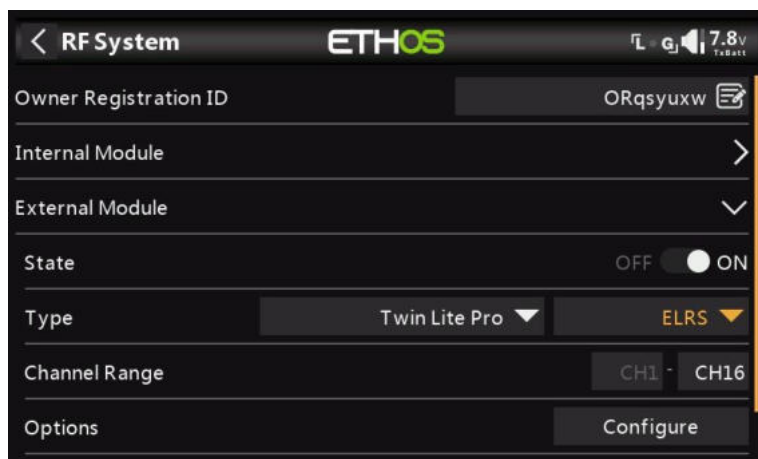 RF System ETHOS 7.8V
TxBatt
Owner Registration ID ORqsyuxw
Internal Module
External Module
State OFF ON
Type Twin Lite Pro ELRS
Channel Range CH1 - CH16
Options Configure